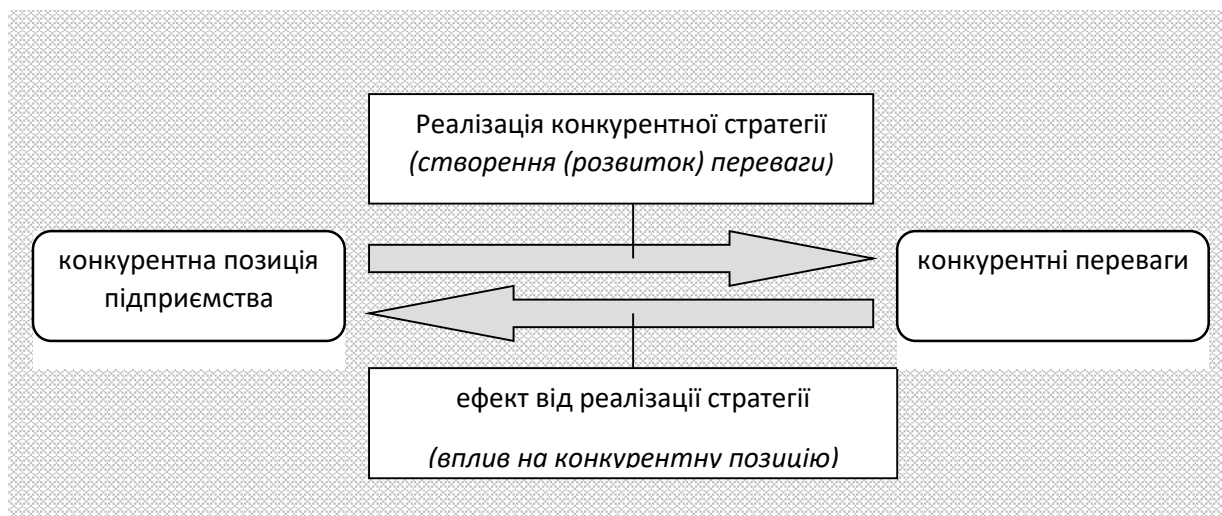 Реалізація конкурентної стратегії
(створення (розвиток) переваги)
конкурентна позиція
підприємства
конкурентні переваги
ефект від реалізації стратегії
(вплив на конкурентну позицію)